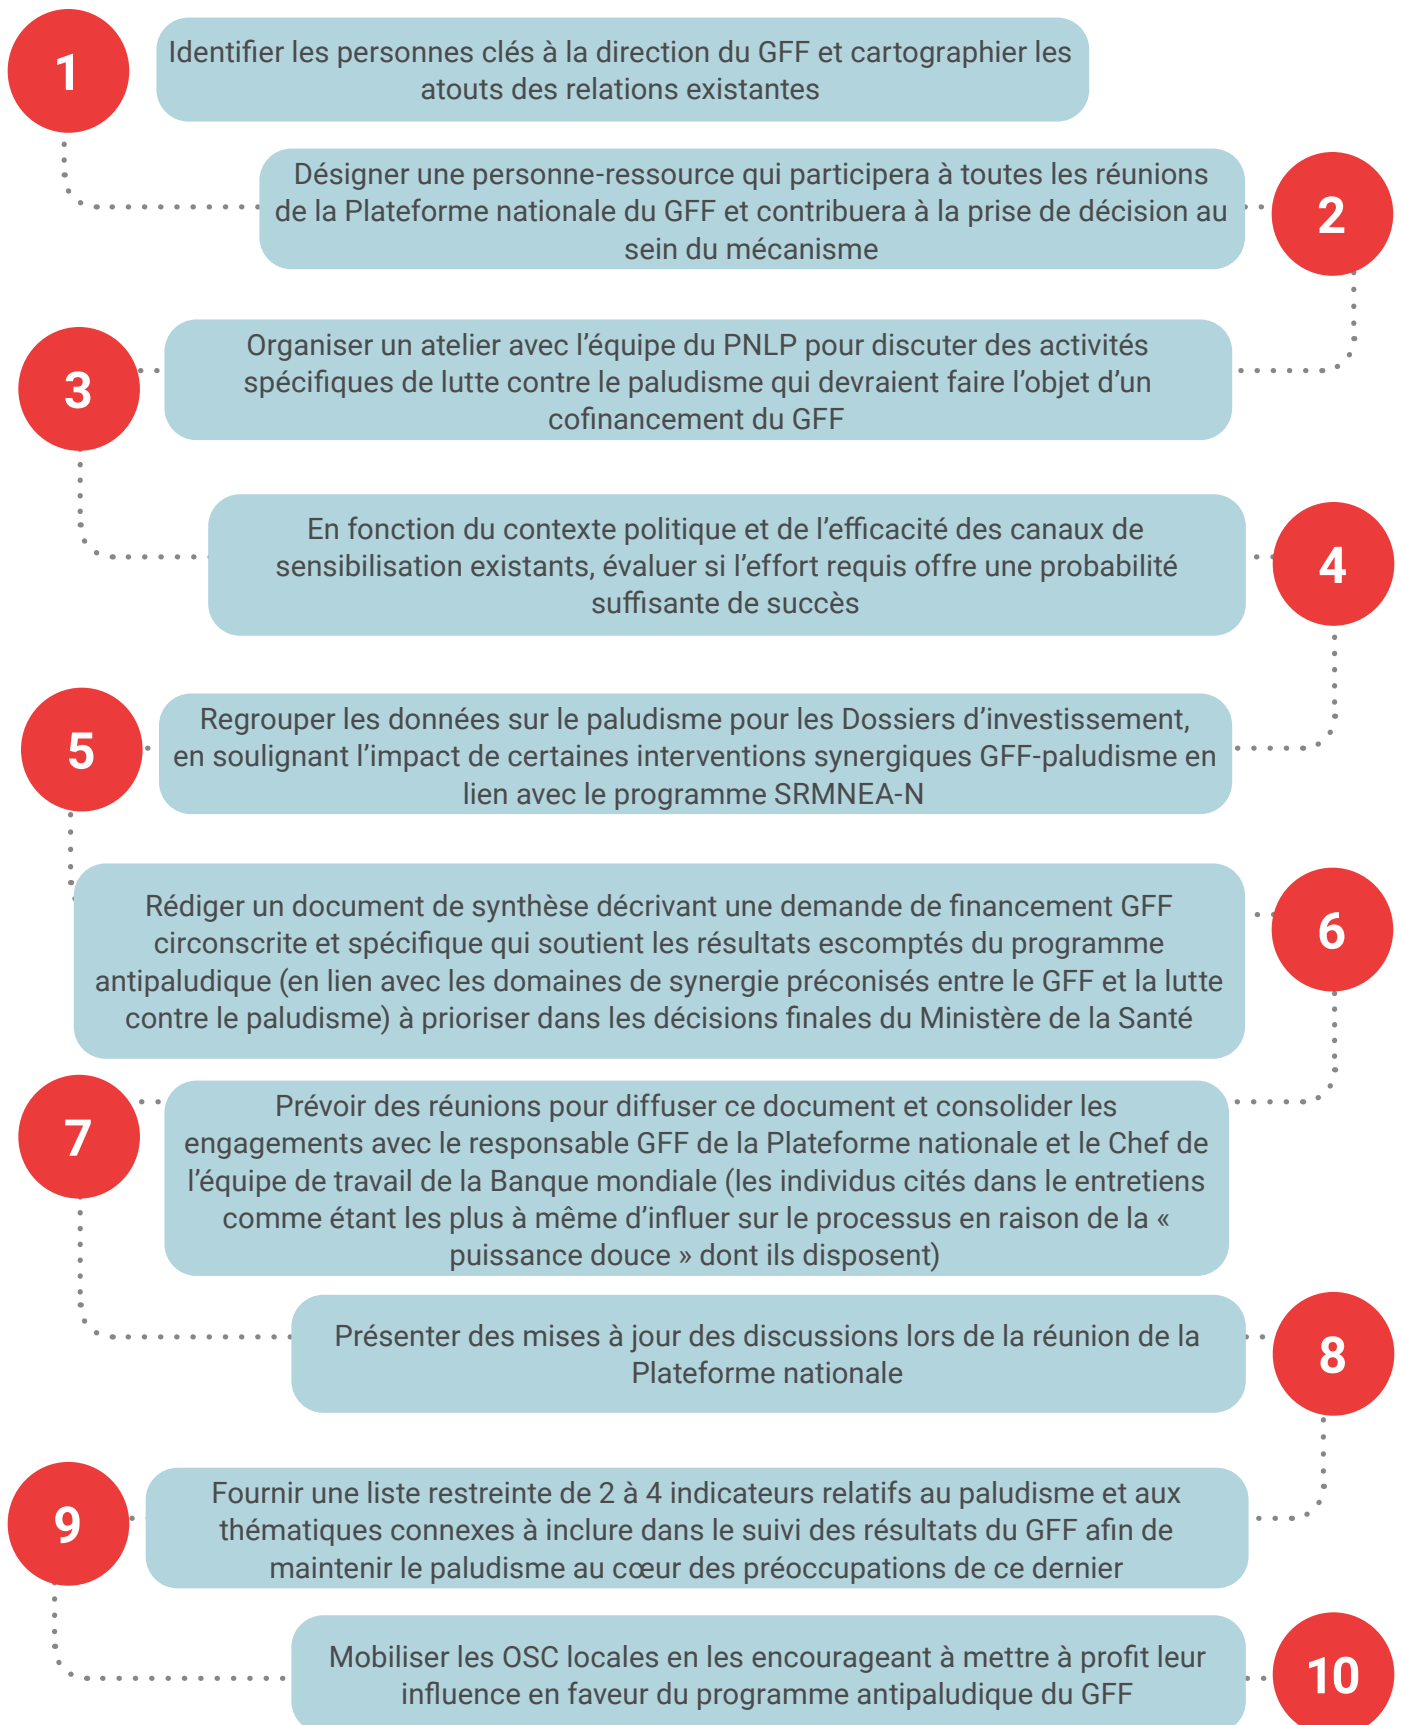 1
Identifier les personnes clés à la direction du GFF et cartographier les
atouts des relations existantes
Désigner une personne-ressource qui participera à toutes les réunions
de la Plateforme nationale du GFF et contribuera à la prise de décision au
sein du mécanisme
2
3
Organiser un atelier avec l’équipe du PNLP pour discuter des activités
spécifiques de lutte contre le paludisme qui devraient faire l’objet d’un
cofinancement du GFF
En fonction du contexte politique et de l’efficacité des canaux de
sensibilisation existants, évaluer si l’effort requis offre une probabilité
suffisante de succès
4
5
Regrouper les données sur le paludisme pour les Dossiers d’investissement,
en soulignant l’impact de certaines interventions synergiques GFF-paludisme en
lien avec le programme SRMNEA-N
Rédiger un document de synthèse décrivant une demande de financement GFF
circonscrite et spécifique qui soutient les résultats escomptés du programme
antipaludique (en lien avec les domaines de synergie préconisés entre le GFF et la lutte
contre le paludisme) à prioriser dans les décisions finales du Ministère de la Santé
6
7
Prévoir des réunions pour diffuser ce document et consolider les
engagements avec le responsable GFF de la Plateforme nationale et le Chef de
l’équipe de travail de la Banque mondiale (les individus cités dans le entretiens
comme étant les plus à même d’influer sur le processus en raison de la «
puissance douce » dont ils disposent)
Présenter des mises à jour des discussions lors de la réunion de la
Plateforme nationale
8
9
Fournir une liste restreinte de 2 à 4 indicateurs relatifs au paludisme et aux
thématiques connexes à inclure dans le suivi des résultats du GFF afin de
maintenir le paludisme au cœur des préoccupations de ce dernier
Mobiliser les OSC locales en les encourageant à mettre à profit leur
influence en faveur du programme antipaludique du GFF
10